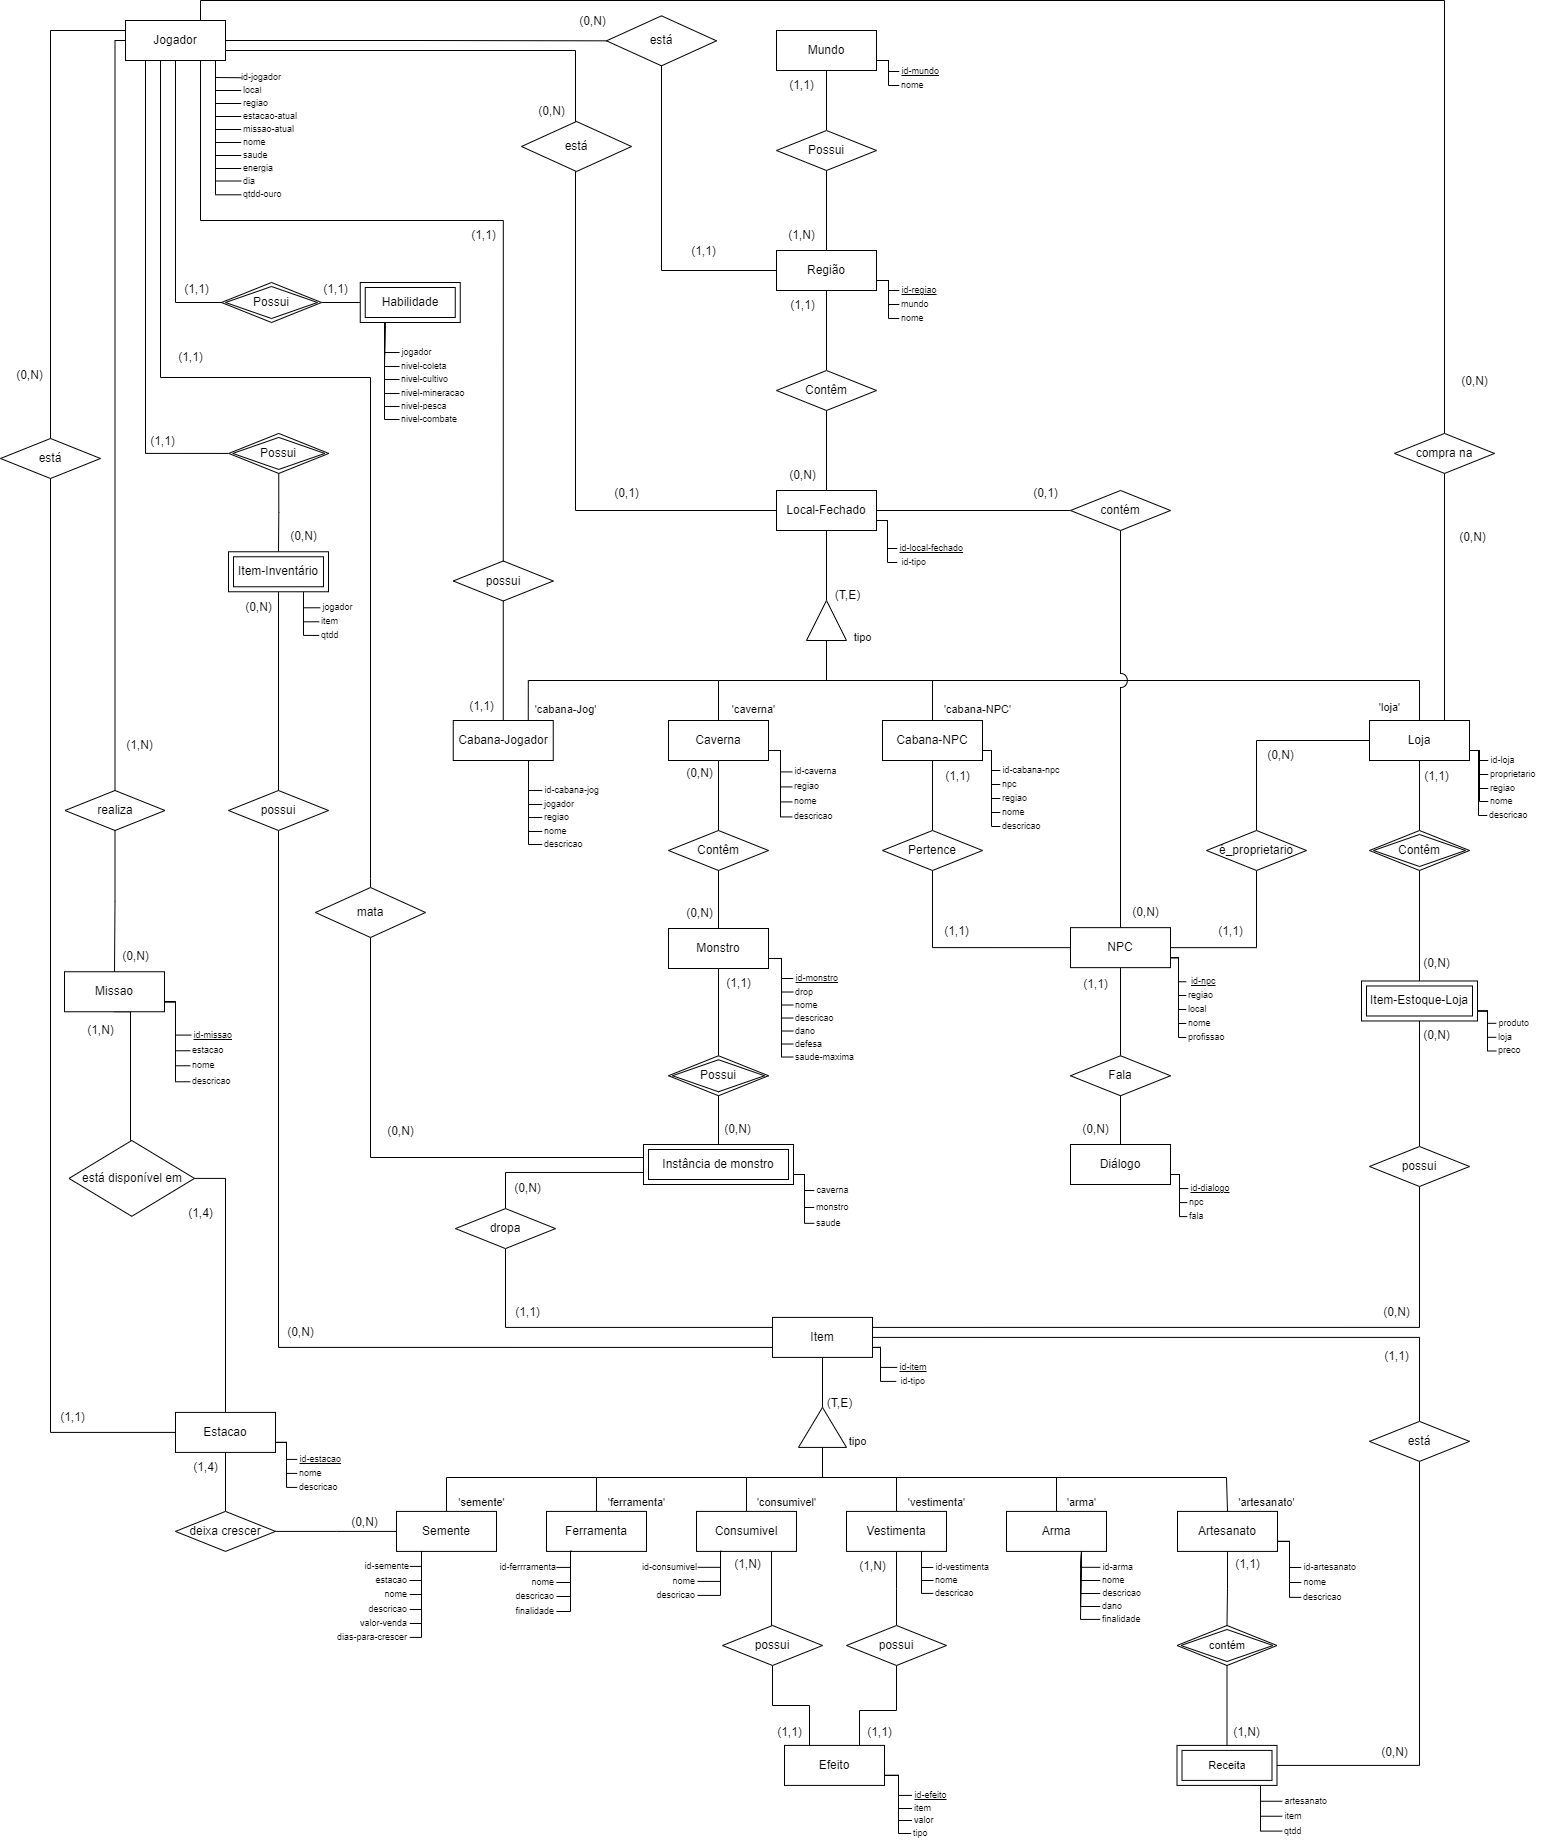 Jogador
id-jogador
local
regiao
estacao-atual
missao-atual
nome
saude
energia
dia
qtdd-ouro
(0,N)
está
(0,N)
está
Mundo
id-mundo
nome
(1,1)
Possui
(1,N)
(1,1)
Região
id-regiao
mundo
nome
(1,1)
Contêm
(0,N)
(1,1)
(1,1)
Possui
(1,1)
Habilidade
jogador
nivel-coleta
nivel-cultivo
nivel-mineracao
nivel-pesca
nivel-combate
(1,1)
(0,N)
está
(1,1)
Possui
(0,N)
Item-Inventário
jogador
item
qtdd
(0,N)
(0,N)
compra na
(0,N)
(0,1)
Local-Fechado
id-local-fechado
id-tipo
(0,1)
contém
(T,E)
tipo
possui
(1,1)
'cabana-Jog'
'caverna'
'cabana-NPC'
'loja'
Cabana-Jogador
id-cabana-jog
jogador
regiao
nome
descricao
Caverna
id-caverna
regiao
nome
descricao
(0,N)
Contêm
(0,N)
Cabana-NPC
id-cabana-npc
npc
regiao
nome
descricao
(1,1)
Pertence
(1,1)
Loja
id-loja
proprietario
regiao
nome
descricao
(0,N)
e_proprietario
(1,1)
(1,1)
Contêm
(0,N)
(1,N)
realiza
(0,N)
possui
mata
(0,N)
NPC
id-npc
regiao
local
nome
profissao
(1,1)
Fala
(0,N)
Diálogo
id-dialogo
npc
fala
Monstro
id-monstro
drop
nome
descricao
dano
defesa
saude-maxima
(1,1)
Possui
(0,N)
(0,N)
Instância de monstro
caverna
monstro
saude
(0,N)
dropa
(1,1)
Missao
id-missao
estacao
nome
descricao
(1,N)
está disponível em
(1,4)
Item-Estoque-Loja
produto
loja
preco
(0,N)
possui
(0,N)
(0,N)
Item
id-item
id-tipo
(1,1)
(T,E)
tipo
está
(1,1)
Estacao
id-estacao
nome
descricao
(1,4)
deixa crescer
(0,N)
'semente'
'ferramenta'
'consumivel'
'vestimenta'
'arma'
'artesanato'
Semente
id-semente
estacao
nome
descricao
valor-venda
dias-para-crescer
Ferramenta
id-ferrramenta
nome
descricao
finalidade
Consumivel
id-consumivel
nome
descricao
(1,N)
possui
(1,1)
Vestimenta
id-vestimenta
nome
descricao
(1,N)
possui
(1,1)
Arma
id-arma
nome
descricao
dano
finalidade
Artesanato
id-artesanato
nome
descricao
(1,1)
contém
(1,N)
(0,N)
Efeito
id-efeito
item
valor
tipo
Receita
artesanato
item
qtdd